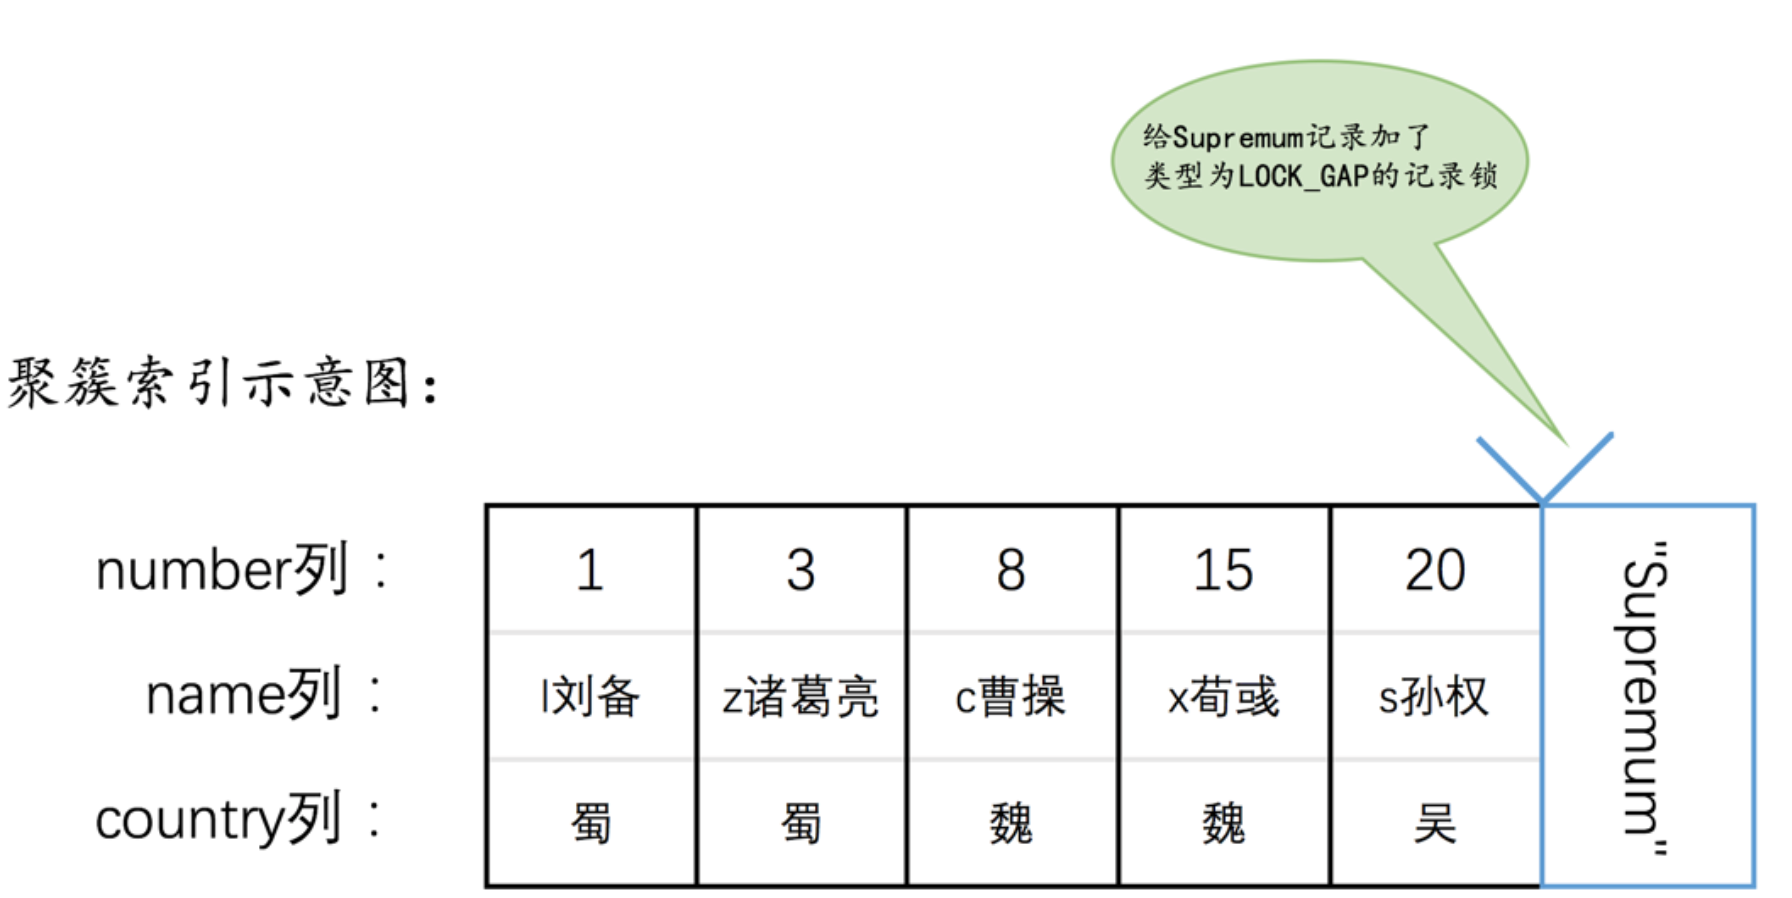 给Supremum记录加了
类型为LOCK_GAP的记录锁
聚簇索引示意图：
number列： 1 3 8 15 20 "Supremum"
name列： l刘备 z诸葛亮 c曹操 x荀彧 s孙权
country列： 蜀 蜀 魏 魏 吴